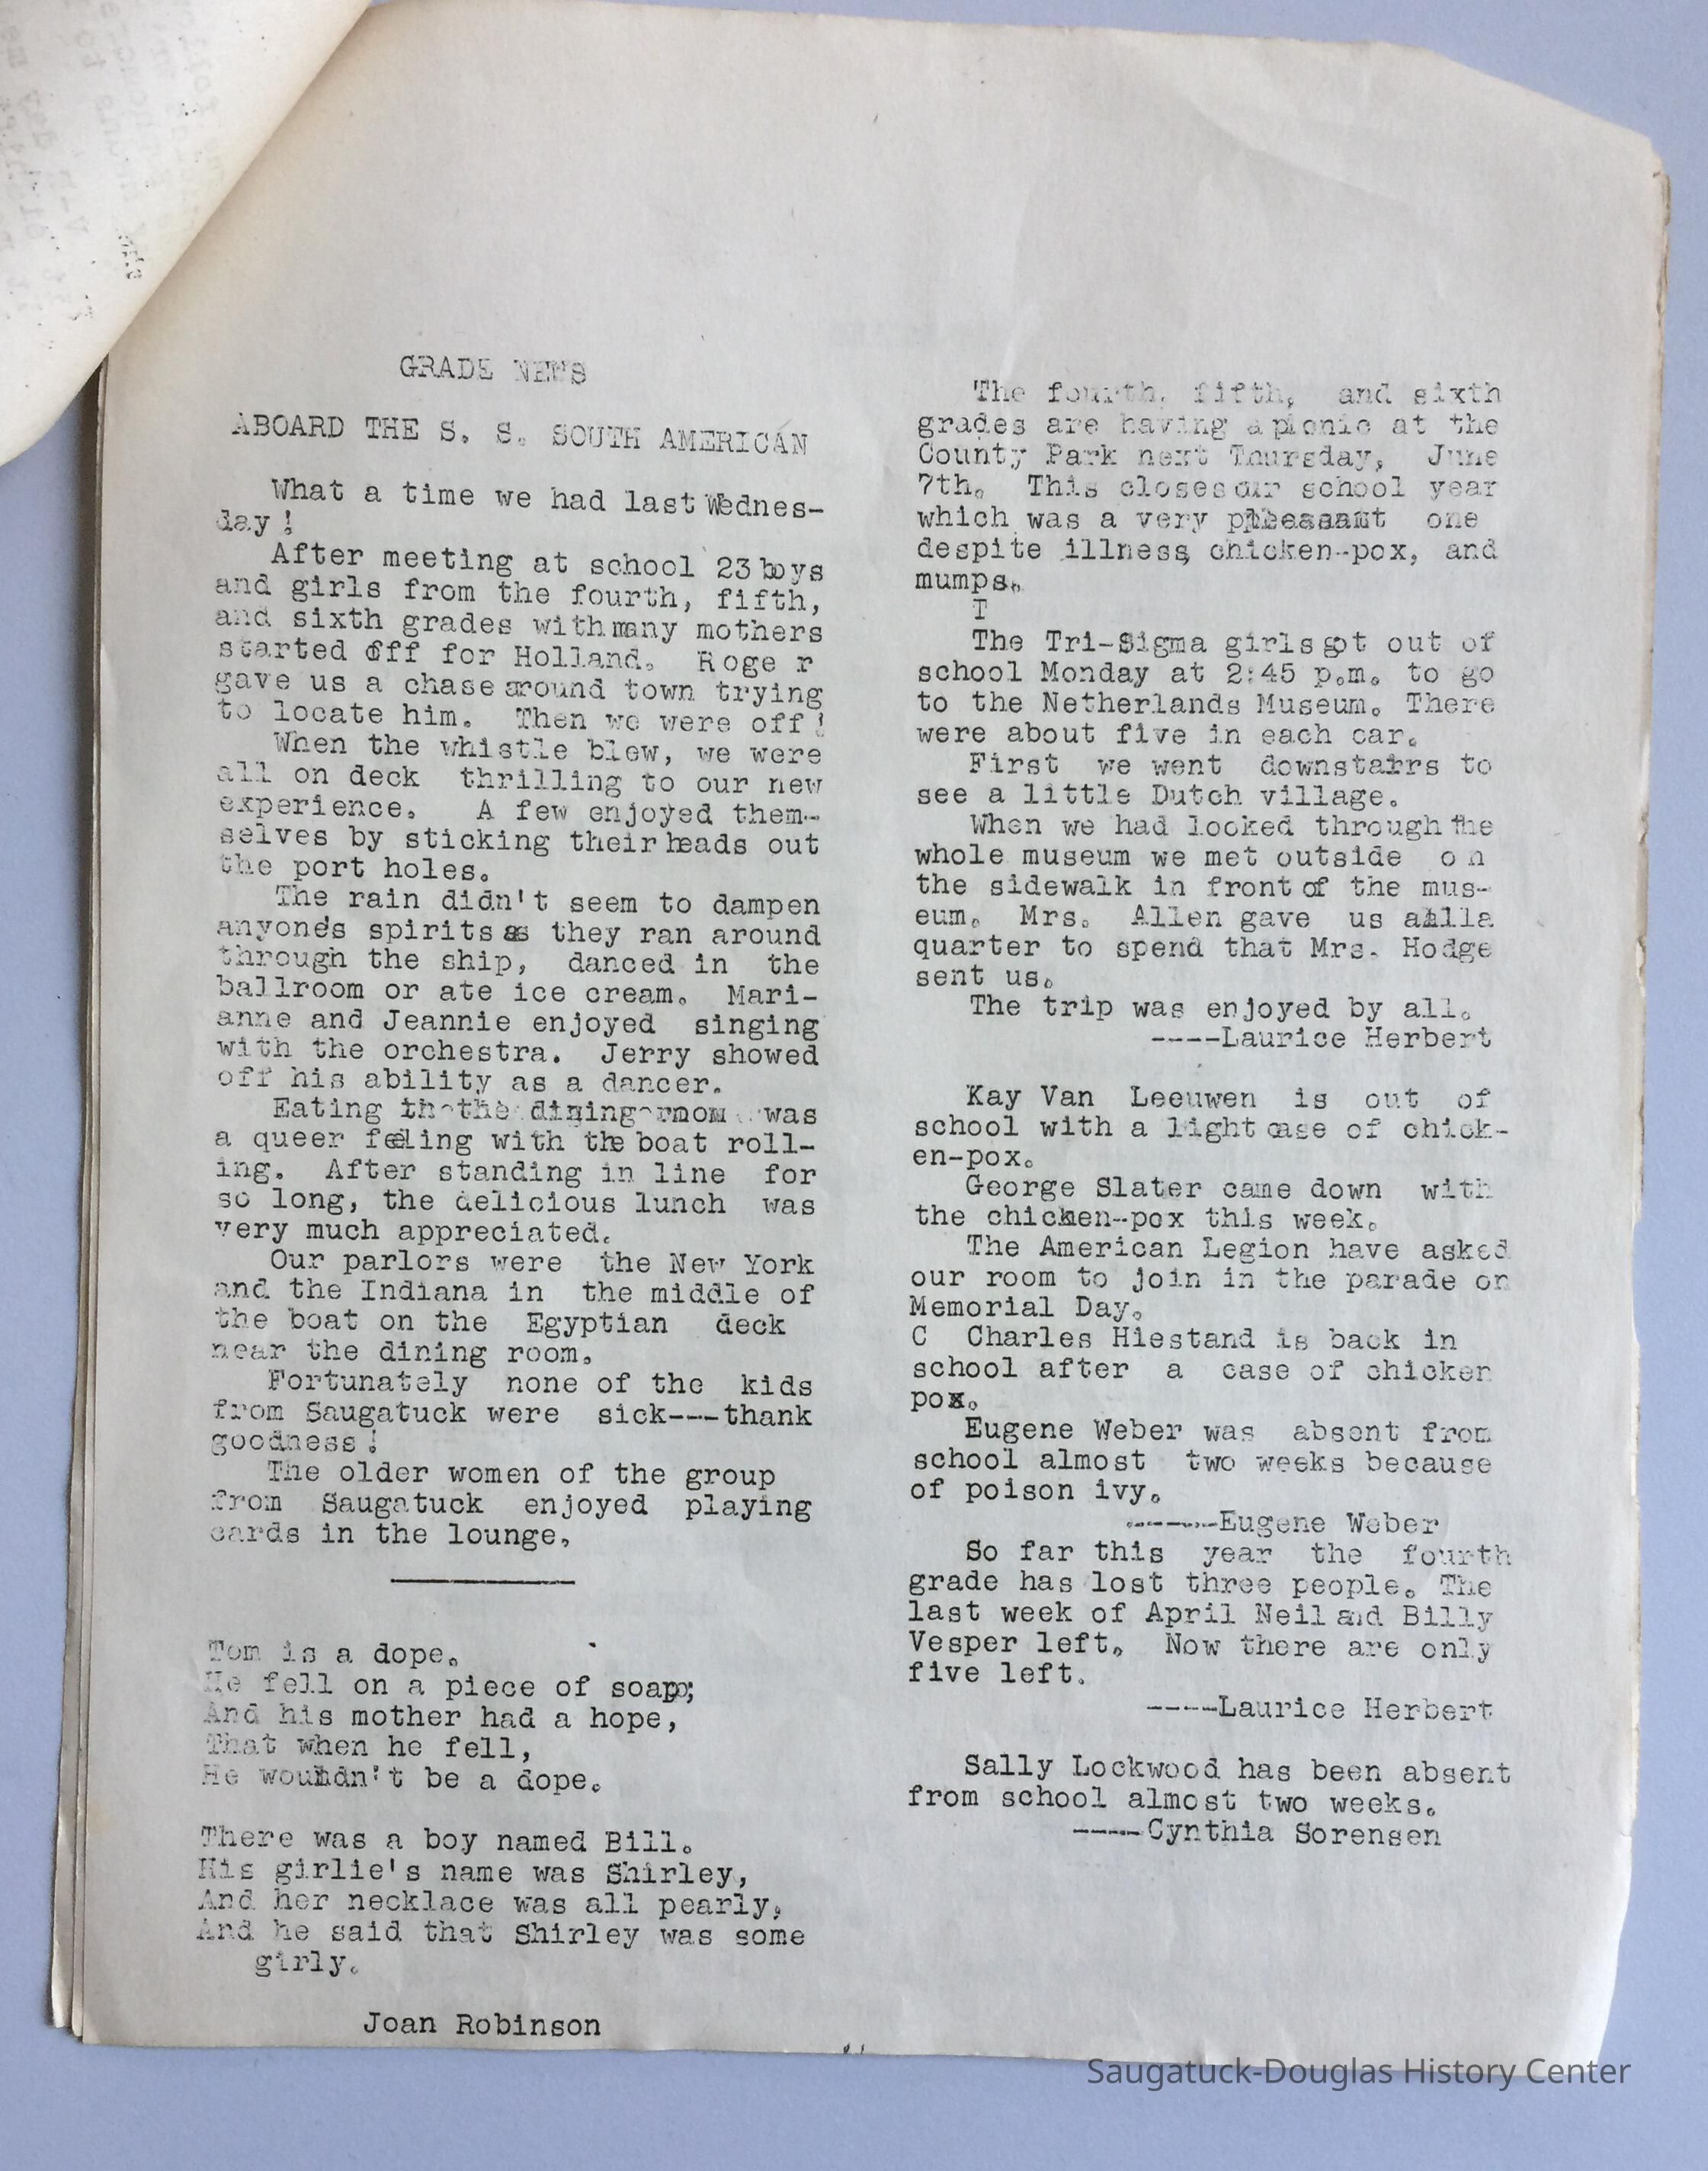 GRADE NEWS
ABOARD THE S. S. SOUTH AMERICAN
What a time we had last Wednes-
day!
After meeting at school 23 boys
and girls from the fourth, fifth,
and sixth grades with many mothers
started off for Holland. Roge r
gave us a chase around town trying
to locate him. Then we were off!
When the whistle blew, we were
all on deck thrilling to our new
experience. A few enjoyed them-
selves by sticking their heads out
the port holes.
The rain didn't seem to dampen
anyone's spirits as they ran around
through the ship, danced in the
ballroom or ate ice cream. Mari-
anne and Jeannie enjoyed singing
with the orchestra. Jerry showed
off his ability as a dancer.
Eating in the dining room was
a queer feeling with the boat roll-
ing. After standing in line for
so long, the delicious lunch was
very much appreciated.
Our parlors were the New York
and the Indiana in the middle of
the boat on the Egyptian deck
near the dining room.
Fortunately none of the kids
from Saugatuck were sick---thank
goodness!
The older women of the group
from Saugatuck enjoyed playing
cards in the lounge.
Tom is a dope.
He fell on a piece of soap;
And his mother had a hope,
That when he fell,
He wouldn't be a dope.
There was a boy named Bill.
His girlie's name was Shirley,
And her necklace was all pearly,
And he said that Shirley was some
girly.
Joan Robinson
The fourth, fifth, and sixth
grades are having a picnic at the
County Park next Thursday, June
7th. This closes our school year
which was a very pleasant one
despite illness, chicken-pox, and
mumps.
T
The Tri-Sigma girls got out of
school Monday at 2:45 p.m. to go
to the Netherlands Museum. There
were about five in each car.
First we went downstairs to
see a little Dutch village.
When we had looked through the
whole museum we met outside o n
the sidewalk in front of the mus-
eum. Mrs. Allen gave us all a
quarter to spend that Mrs. Hodge
sent us.
The trip was enjoyed by all.
----Laurice Herbert
Kay Van Leeuwen is out of
school with a light case of chick-
en-pox.
George Slater came down with
the chicken-pox this week.
The American Legion have asked
our room to join in the parade on
Memorial Day.
C Charles Hiestand is back in
school after a case of chicken
pox.
Eugene Weber was absent from
school almost two weeks because
of poison ivy.
-----Eugene Weber
So far this year the fourth
grade has lost three people. The
last week of April Neil and Billy
Vesper left. Now there are only
five left.
----Laurice Herbert
Sally Lockwood has been absent
from school almost two weeks.
----Cynthia Sorensen
Saugatuck-Douglas History Center